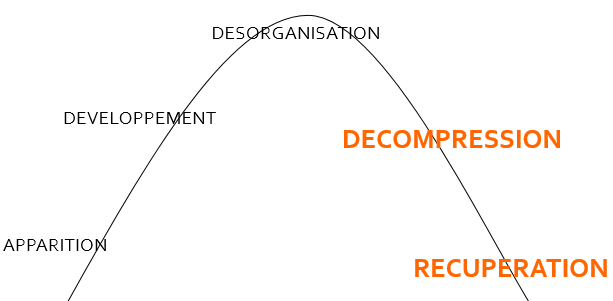 DESORGANISATION
DEVELOPPEMENT
DECOMPRESSION
APPARITION
RECUPERATION